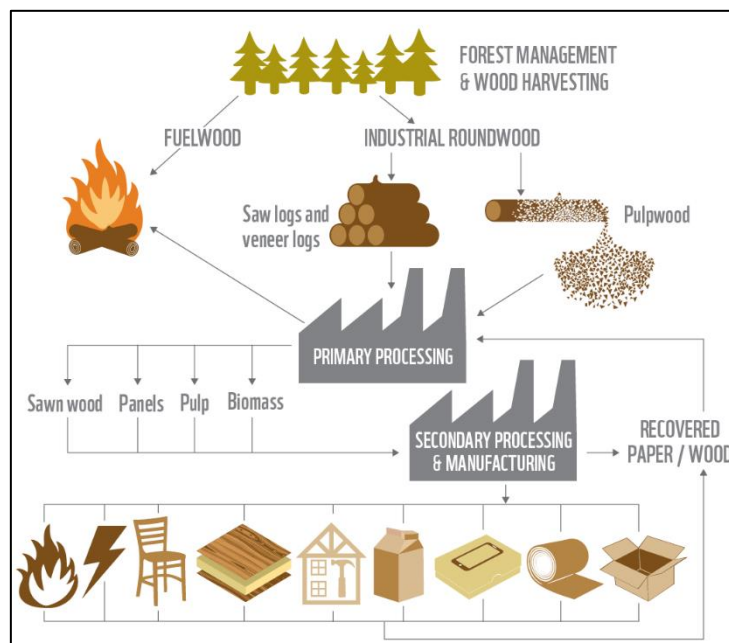 FOREST MANAGEMENT
& WOOD HARVESTING
FUELWOOD
INDUSTRIAL ROUNDWOOD
Saw logs and
veneer logs
Pulpwood
PRIMARY PROCESSING
Sawn wood
Panels
Pulp
Biomass
SECONDARY PROCESSING
& MANUFACTURING
RECOVERED
PAPER / WOOD